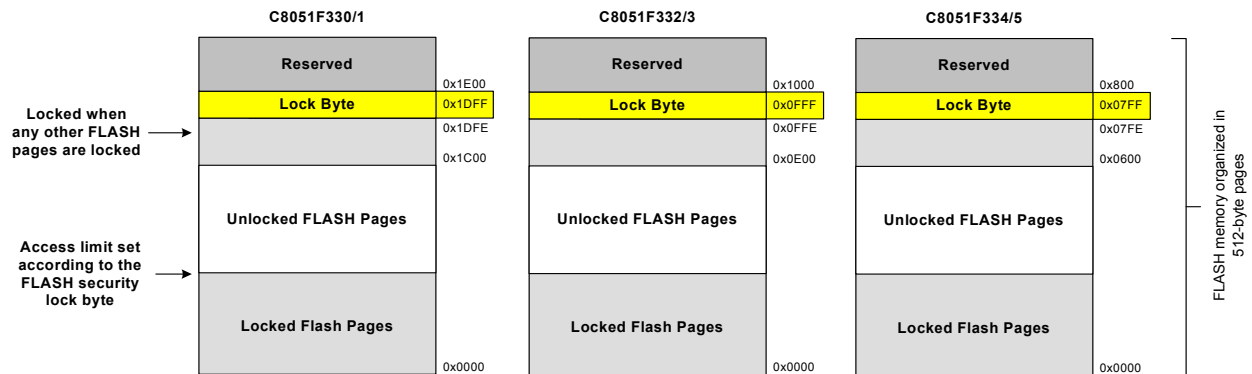 C8051F330/1
C8051F332/3
C8051F334/5
Reserved
0x1E00
Lock Byte
0x1DFF
0x1DFE
0x1C00
Unlocked FLASH Pages
Locked Flash Pages
0x0000
Reserved
0x1000
Lock Byte
0x0FFF
0x0FFE
0x0E00
Unlocked FLASH Pages
Locked Flash Pages
0x0000
Reserved
0x800
Lock Byte
0x07FF
0x07FE
0x0600
Unlocked FLASH Pages
Locked Flash Pages
0x0000
Locked when
any other FLASH
pages are locked
Access limit set
according to the
FLASH security
lock byte
FLASH memory organized in
512-byte pages